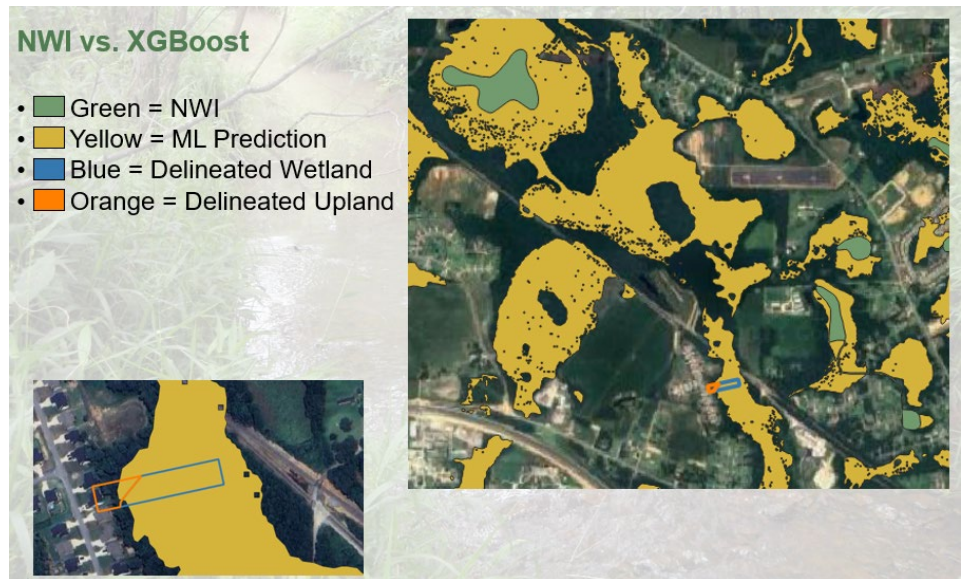 NWI vs. XGBoost
• Green = NWI
• Yellow = ML Prediction
• Blue = Delineated Wetland
• Orange = Delineated Upland